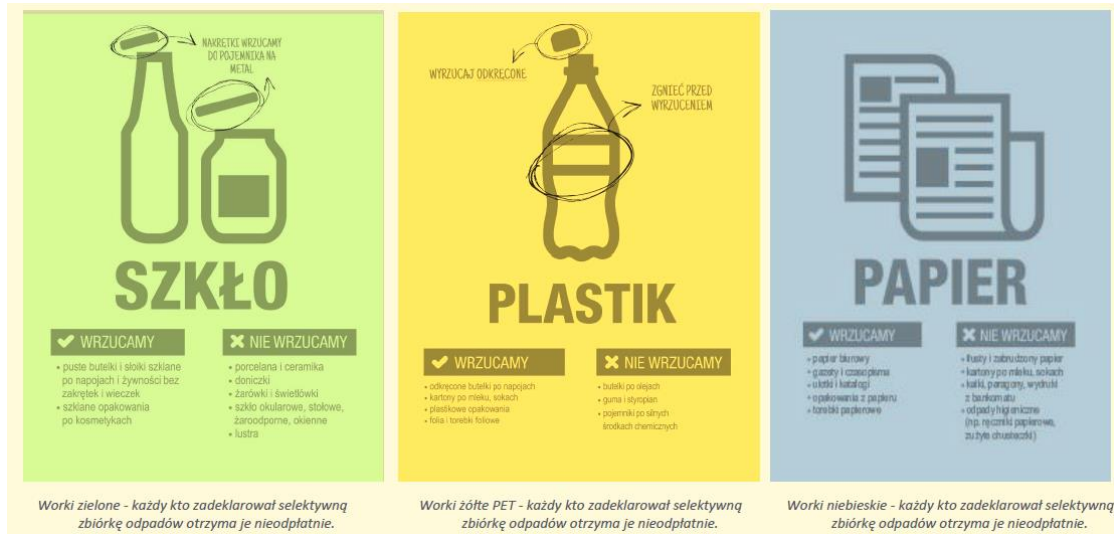 NAKRĘTKI WRZUCAMY
DO POJEMNIKA NA
METAL
SZKŁO
WRZUCAMY
• puste butelki i słoiki szklane
po napojach i żywności bez
zakrętek i wieczek
• szklane opakowania
po kosmetykach
NIE WRZUCAMY
• porcelana i ceramika
• doniczki
• żarówki i świetlówki
• szkło okularowe, stołowe,
żaroodporne, okienne
• lustra
Worki zielone - każdy kto zadeklarował selektywną
zbiórkę odpadów otrzyma je nieodpłatnie.
WYRZUCAJ ODKRĘCONE
ZGNIEĆ PRZED
WYRZUCENIEM
PLASTIK
WRZUCAMY
• odkręcone butelki po napojach
• kartony po mleku, sokach
• plastikowe opakowania
• folia i torebki foliowe
NIE WRZUCAMY
• butelki po olejach
• guma i styropian
• pojemniki po silnych
środkach chemicznych
Worki żółte PET - każdy kto zadeklarował selektywną
zbiórkę odpadów otrzyma je nieodpłatnie.
PAPIER
WRZUCAMY
• papier biurowy
• gazety i czasopisma
• ulotki i katalogi
• opakowania z papieru
• torebki papierowe
NIE WRZUCAMY
• tłusty i zabrudzony papier
• kartony po mleku, sokach
• kalki, paragony, wydruki
z bankomatu
• odpady higieniczne
(np. ręczniki papierowe,
zużyte chusteczki)
Worki niebieskie - każdy kto zadeklarował selektywną
zbiórkę odpadów otrzyma je nieodpłatnie.